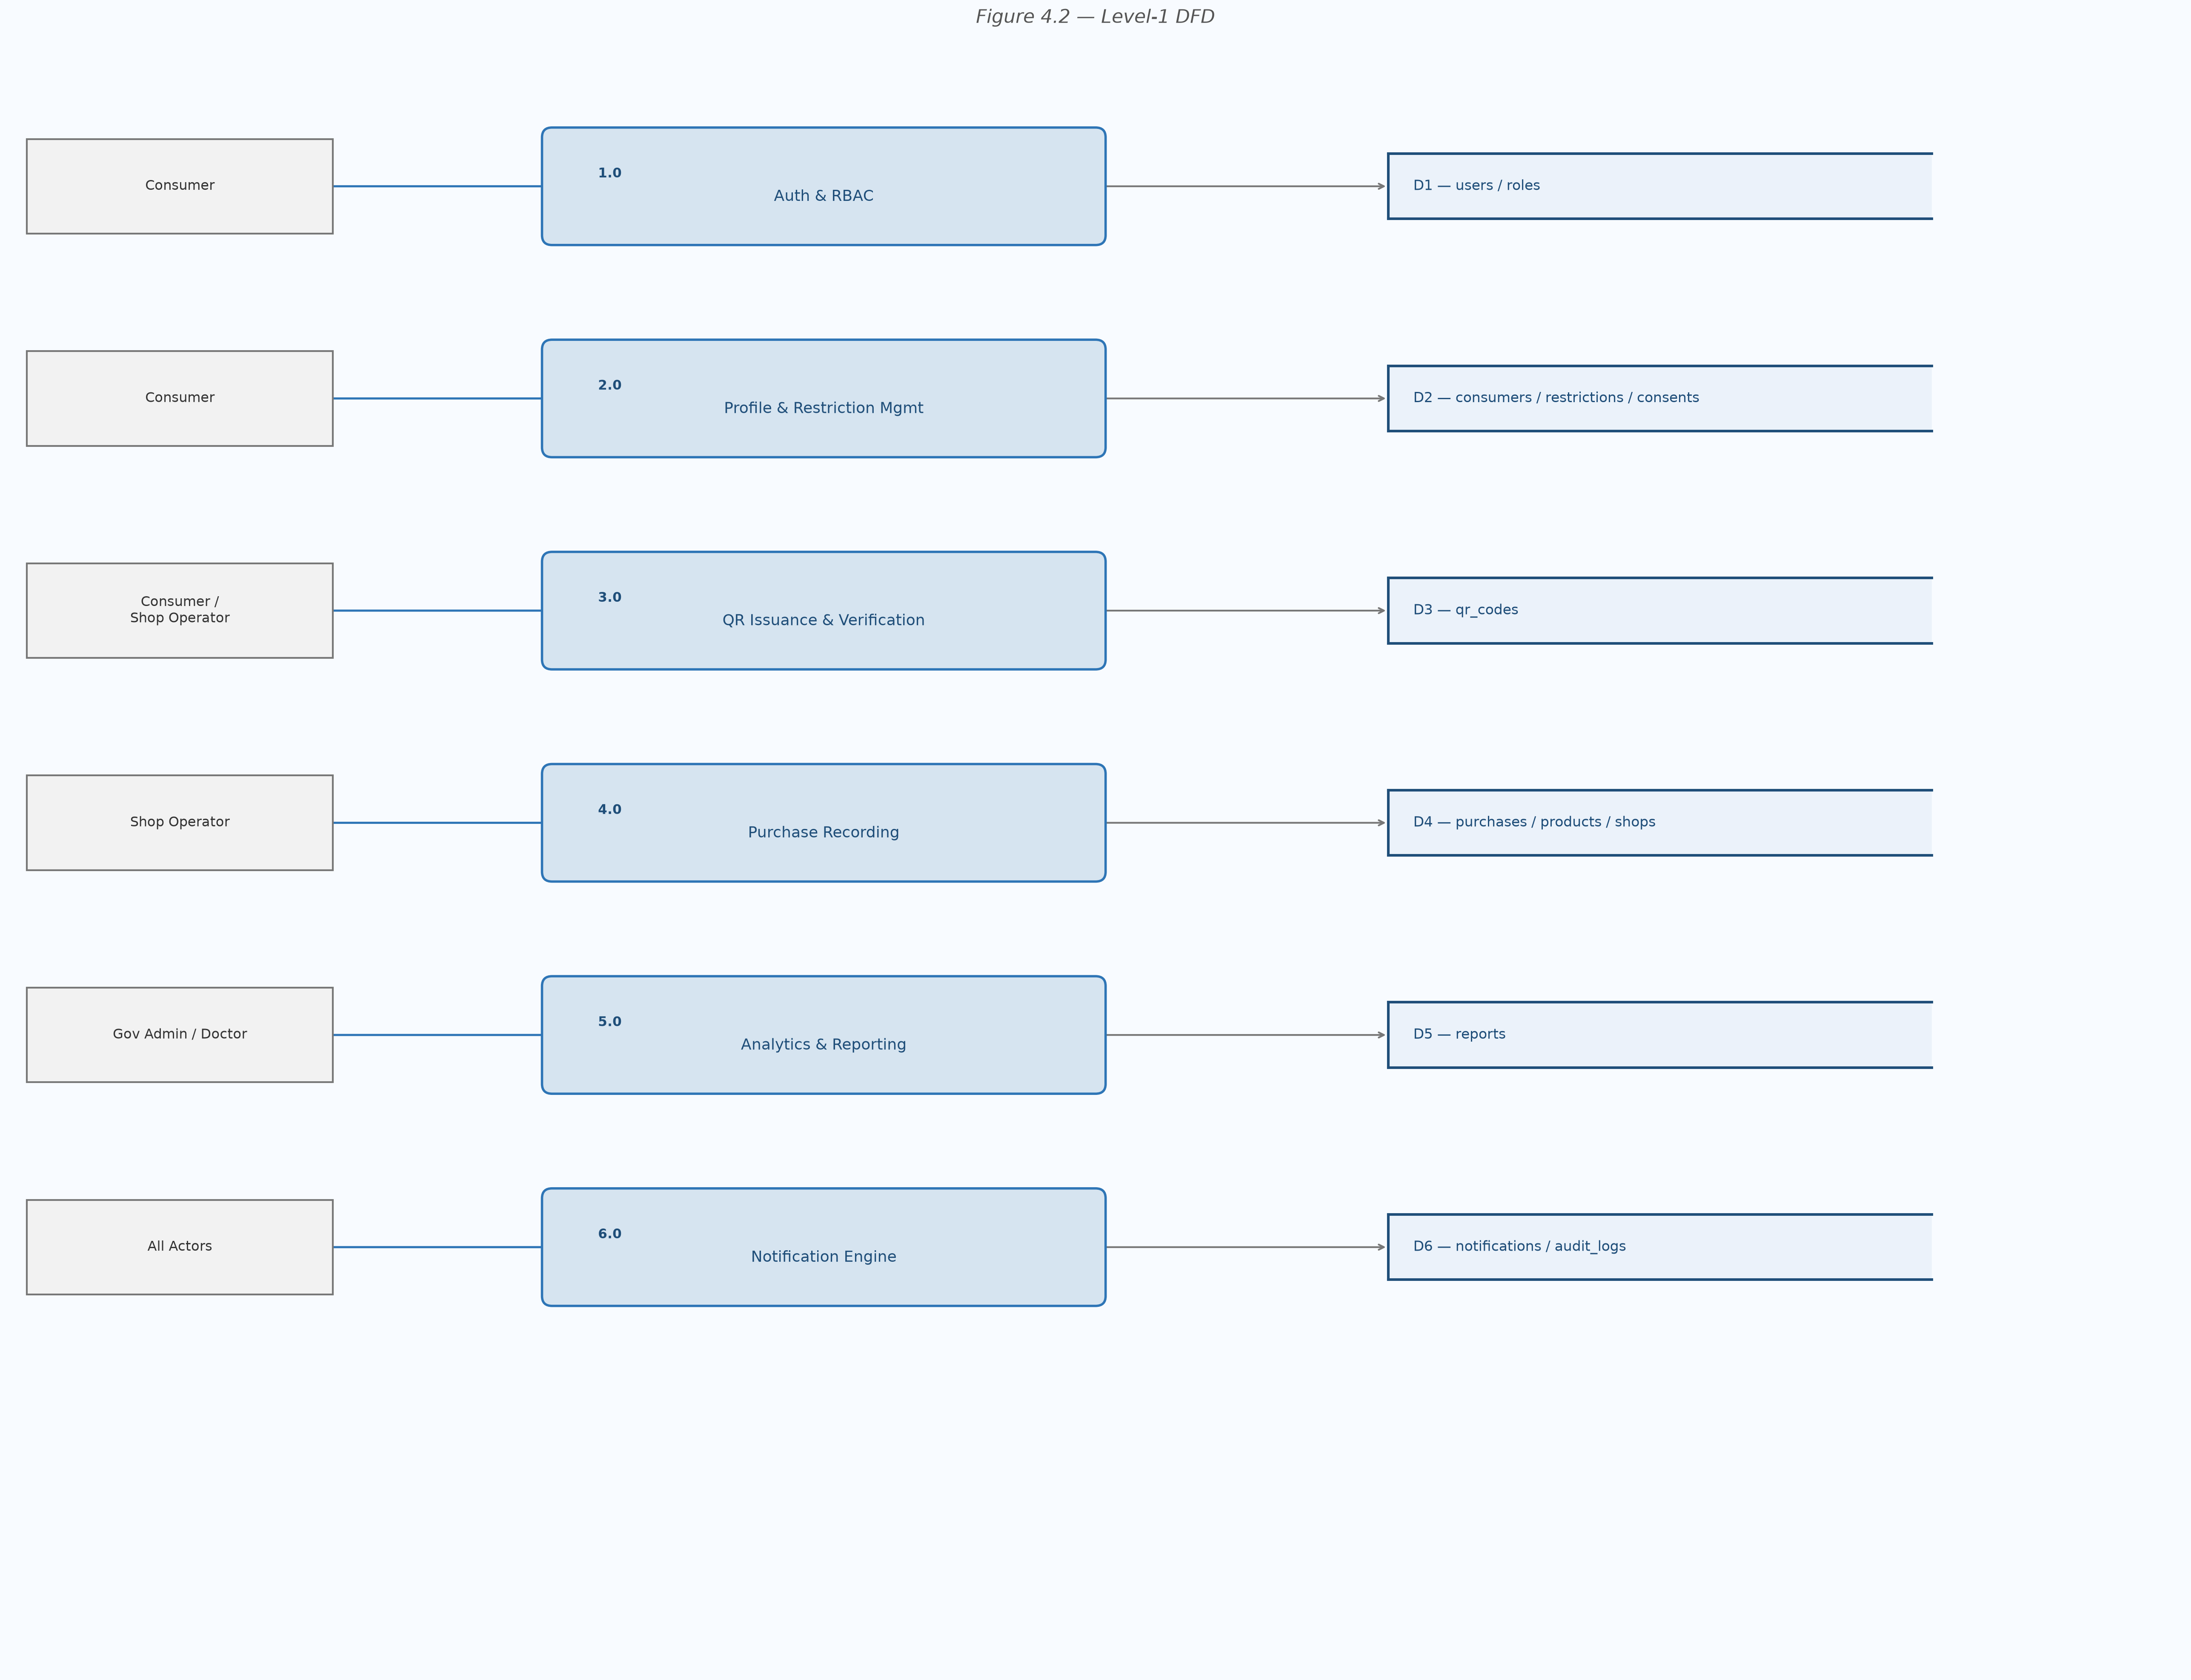 Figure 4.2 — Level-1 DFD
Consumer
1.0
Auth & RBAC
D1 — users / roles
Consumer
2.0
Profile & Restriction Mgmt
D2 — consumers / restrictions / consents
Consumer /
Shop Operator
3.0
QR Issuance & Verification
D3 — qr_codes
Shop Operator
4.0
Purchase Recording
D4 — purchases / products / shops
Gov Admin / Doctor
5.0
Analytics & Reporting
D5 — reports
All Actors
6.0
Notification Engine
D6 — notifications / audit_logs